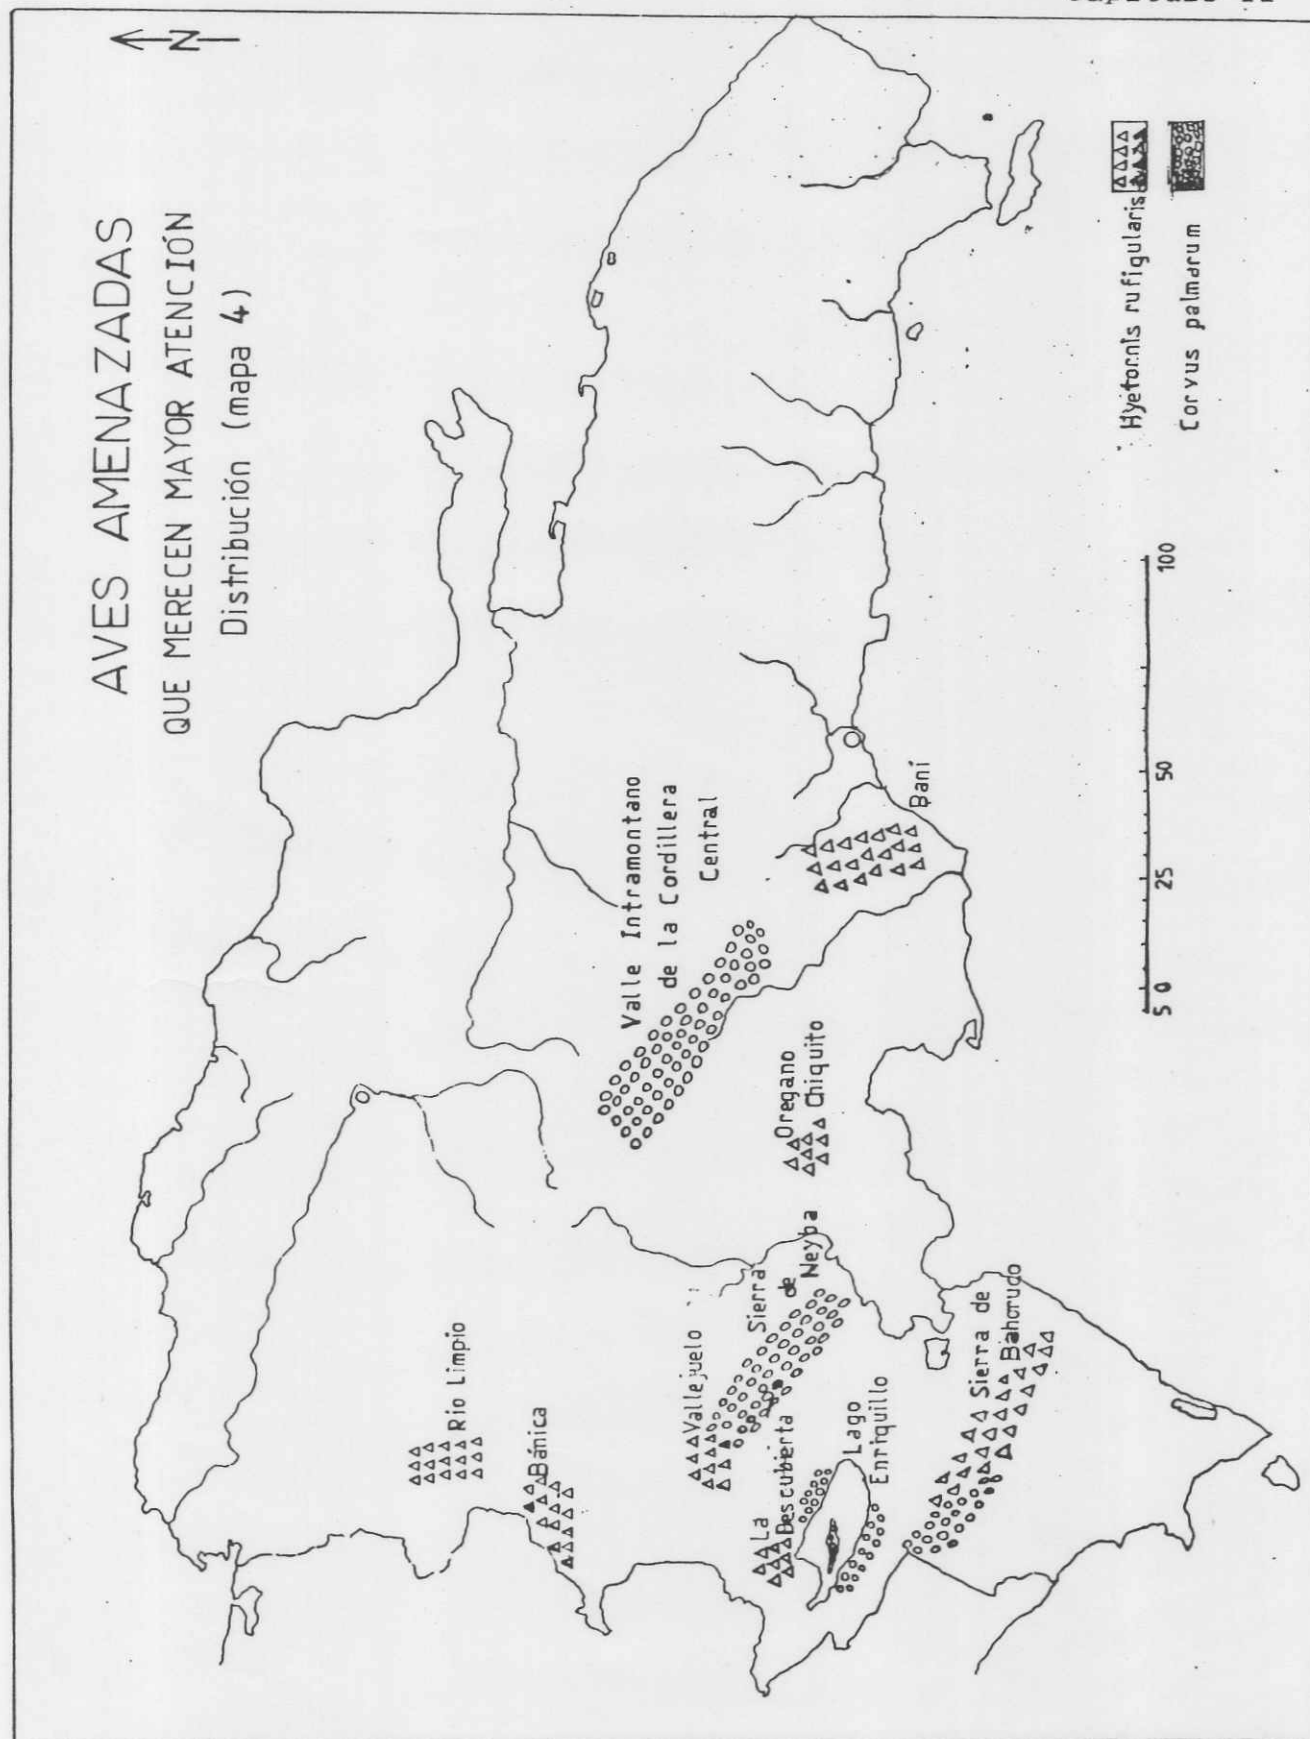 AVES AMENAZADAS
QUE MERECEN MAYOR ATENCIÓN
Distribución (mapa 4)
N
Río Limpio
Bánica
Valle Intramontano
de la Cordillera
Central
Vallejuelo
Sierra
de
Neyba
Oregano
Chiquito
La
Descubierta
Lago
Enriquillo
Baní
Sierra de
Bahoruco
Hyetornis rufigularis
Corvus palmarum
5 0 25 50 100